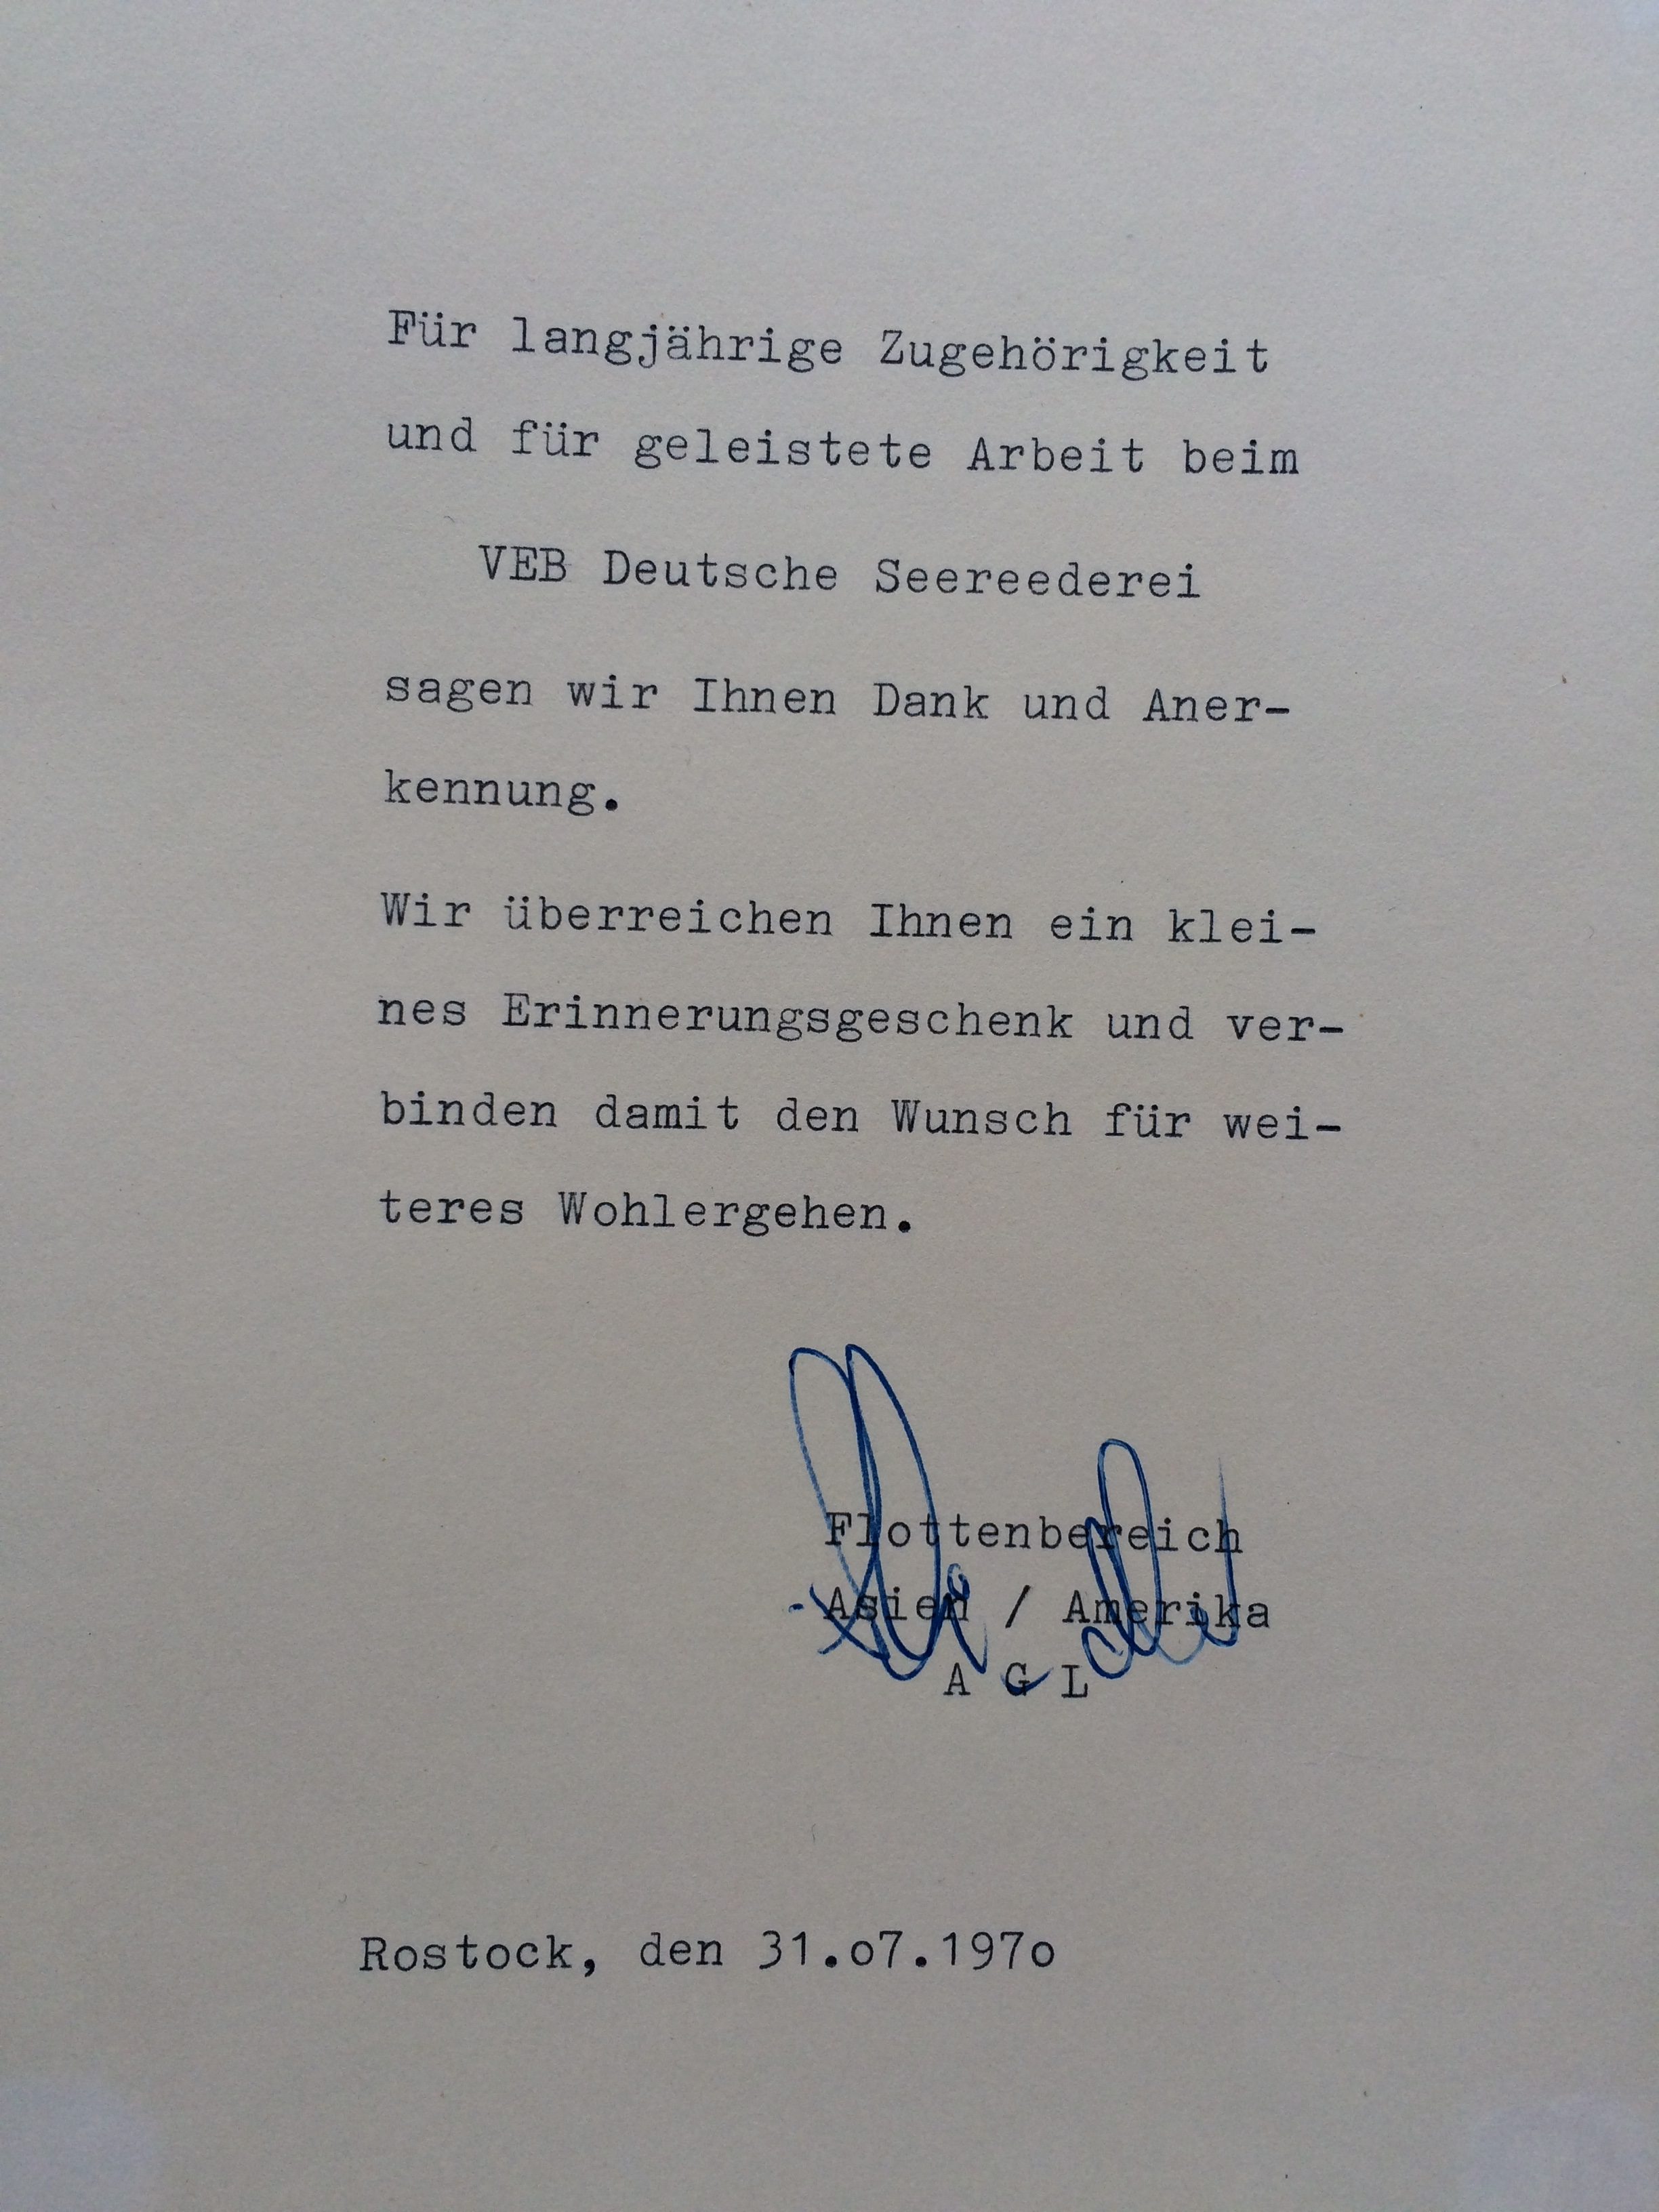 Für langjährige Zugehörigkeit
und für geleistete Arbeit beim
VEB Deutsche Seereederei
sagen wir Ihnen Dank und Aner-
kennung.
Wir überreichen Ihnen ein klei-
nes Erinnerungsgeschenk und ver-
binden damit den Wunsch für wei-
teres Wohlergehen.
Flottenbereich
Asien / Amerika
A G L
Rostock, den 31.o7.197o